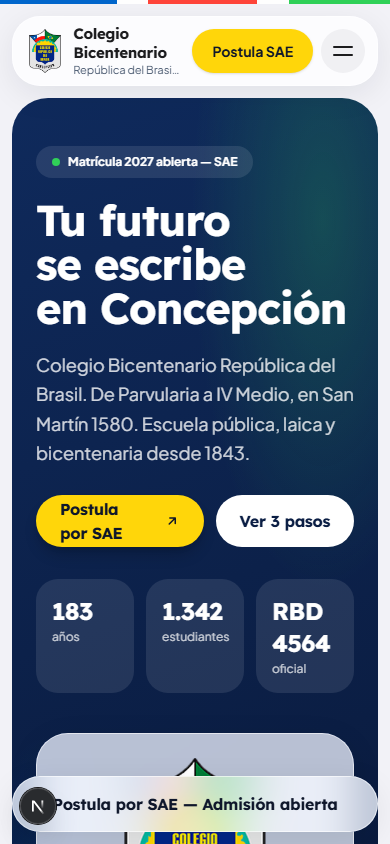 Colegio
Bicentenario
República del Brasi...
Postula SAE
Matrícula 2027 abierta — SAE
Tu futuro
se escribe
en Concepción
Colegio Bicentenario República del
Brasil. De Parvularia a IV Medio, en San
Martín 1580. Escuela pública, laica y
bicentenaria desde 1843.
Postula
por SAE
Ver 3 pasos
183
años
1.342
estudiantes
RBD
4564
oficial
N
Postula por SAE — Admisión abierta
COLEGIO